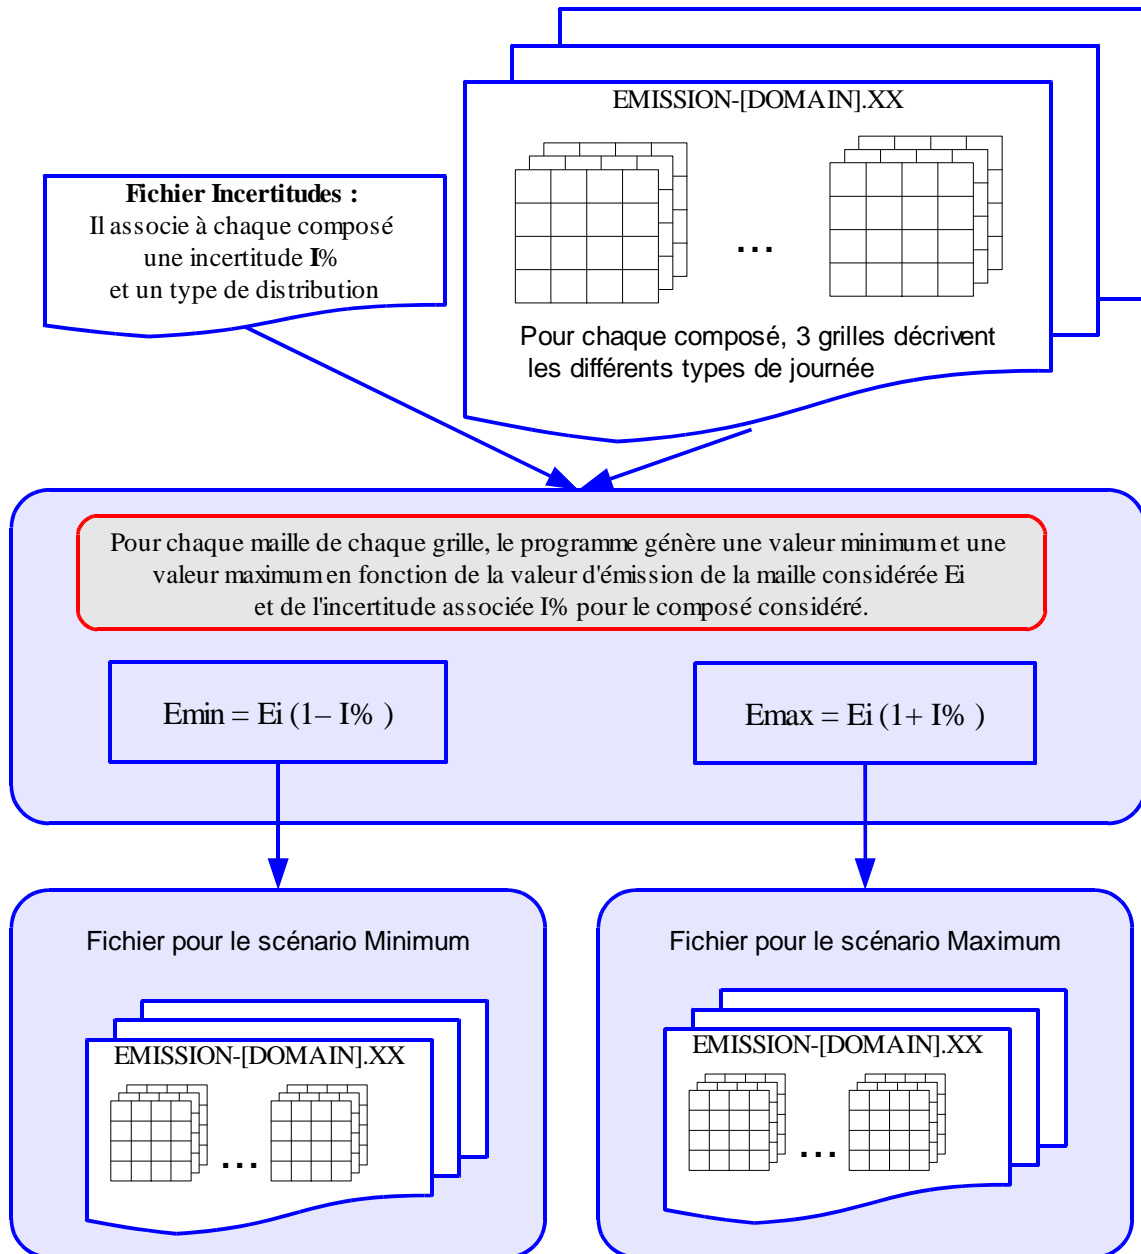 EMISSION-[DOMAIN].XX
Fichier Incertitudes :
Il associe à chaque composé
une incertitude I%
et un type de distribution
...
Pour chaque composé, 3 grilles décrivent
les différents types de journée
Pour chaque maille de chaque grille, le programme génère une valeur minimum et une
valeur maximum en fonction de la valeur d'émission de la maille considérée Ei
et de l'incertitude associée I% pour le composé considéré.
Emin = Ei (1– I% )
Emax = Ei (1+ I% )
Fichier pour le scénario Minimum
EMISSION-[DOMAIN].XX
...
Fichier pour le scénario Maximum
EMISSION-[DOMAIN].XX
...